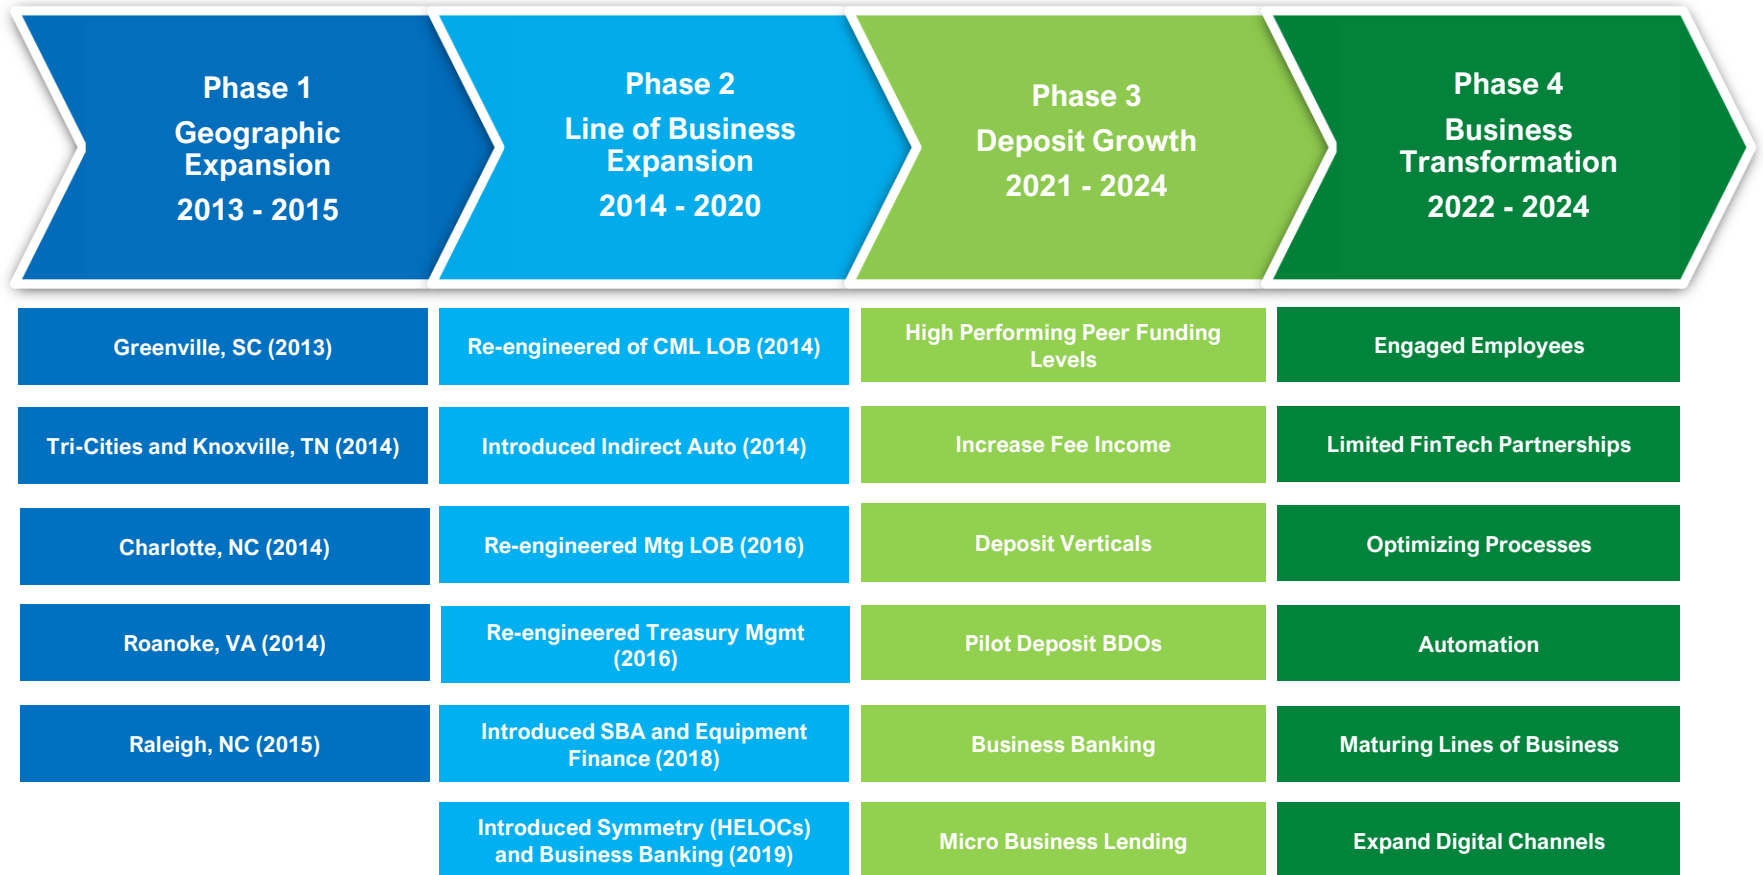 Phase 1
Geographic
Expansion
2013 - 2015
Phase 2
Line of Business
Expansion
2014 - 2020
Phase 3
Deposit Growth
2021 - 2024
Phase 4
Business
Transformation
2022 - 2024
Greenville, SC (2013)
Tri-Cities and Knoxville, TN (2014)
Charlotte, NC (2014)
Roanoke, VA (2014)
Raleigh, NC (2015)
Re-engineered of CML LOB (2014)
Introduced Indirect Auto (2014)
Re-engineered Mtg LOB (2016)
Re-engineered Treasury Mgmt
(2016)
Introduced SBA and Equipment
Finance (2018)
Introduced Symmetry (HELOCs)
and Business Banking (2019)
High Performing Peer Funding
Levels
Increase Fee Income
Deposit Verticals
Pilot Deposit BDOs
Business Banking
Micro Business Lending
Engaged Employees
Limited FinTech Partnerships
Optimizing Processes
Automation
Maturing Lines of Business
Expand Digital Channels